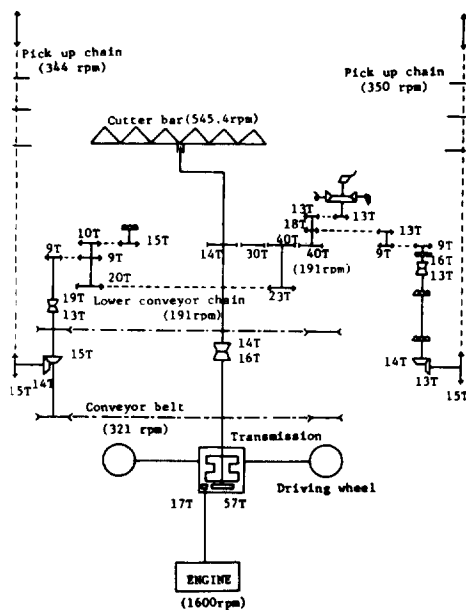 Pick up chain
(344 rpm)
Pick up chain
(350 rpm)
Cutter bar(545.4rpm)
13T
18T
13T
13T
10T
15T
14T
30T
40T
40T
9T
9T
9T
9T
(191rpm)
16T
13T
20T
23T
19T
13T
Lower conveyor chain
(191rpm)
15T
14T
16T
14T
15T
14T
13T
15T
Conveyor belt
(321 rpm)
Transmission
Driving wheel
17T
57T
ENGINE
(1600rpm)